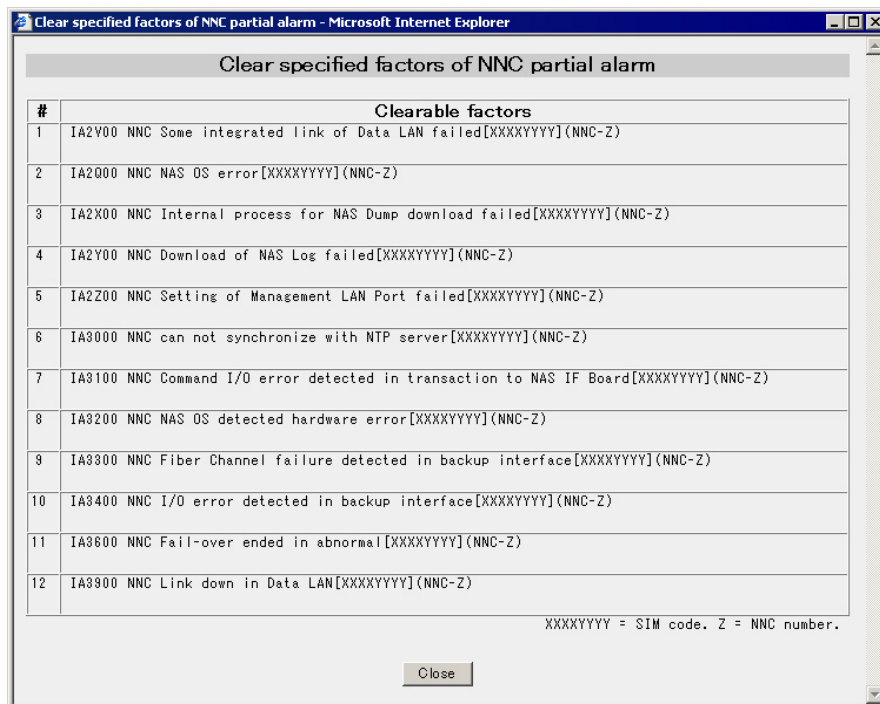 Clear specified factors of NNC partial alarm - Microsoft Internet Explorer
Clear specified factors of NNC partial alarm
# Clearable factors
1 IA2V00 NNC Some integrated link of Data LAN failed[XXXXYYYY](NNC-Z)
2 IA2Q00 NNC NAS OS error[XXXXYYYY](NNC-Z)
3 IA2X00 NNC Internal process for NAS Dump download failed[XXXXYYYY](NNC-Z)
4 IA2Y00 NNC Download of NAS Log failed[XXXXYYYY](NNC-Z)
5 IA2Z00 NNC Setting of Management LAN Port failed[XXXXYYYY](NNC-Z)
6 IA3000 NNC can not synchronize with NTP server[XXXXYYYY](NNC-Z)
7 IA3100 NNC Command I/O error detected in transaction to NAS IF Board[XXXXYYYY](NNC-Z)
8 IA3200 NNC NAS OS detected hardware error[XXXXYYYY](NNC-Z)
9 IA3300 NNC Fiber Channel failure detected in backup interface[XXXXYYYY](NNC-Z)
10 IA3400 NNC I/O error detected in backup interface[XXXXYYYY](NNC-Z)
11 IA3600 NNC Fail-over ended in abnormal[XXXXYYYY](NNC-Z)
12 IA3900 NNC Link down in Data LAN[XXXXYYYY](NNC-Z)
XXXXYYYY = SIM code. Z = NNC number.
Close